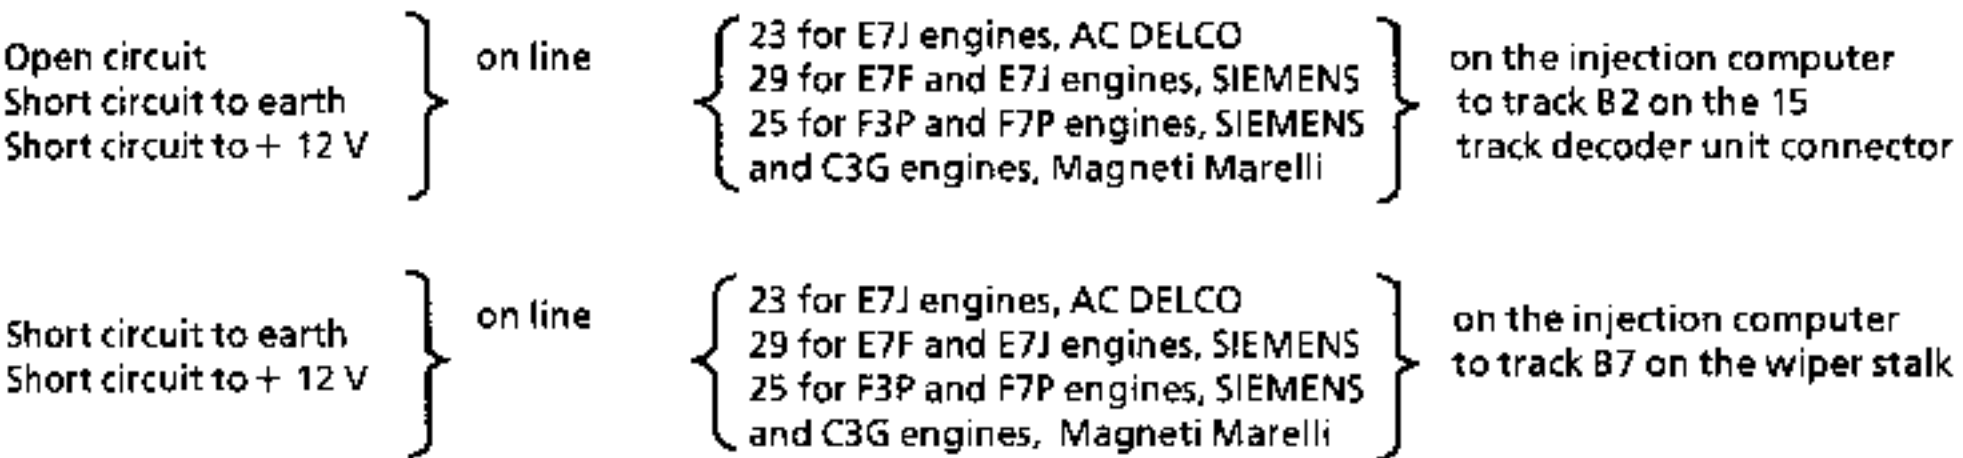 Open circuit
Short circuit to earth
Short circuit to + 12 V
on line
23 for E7J engines, AC DELCO
29 for E7F and E7J engines, SIEMENS
25 for F3P and F7P engines, SIEMENS
and C3G engines, Magneti Marelli
on the injection computer
to track B2 on the 15
track decoder unit connector
Short circuit to earth
Short circuit to + 12 V
on line
23 for E7J engines, AC DELCO
29 for E7F and E7J engines, SIEMENS
25 for F3P and F7P engines, SIEMENS
and C3G engines, Magneti Marelli
on the injection computer
to track B7 on the wiper stalk